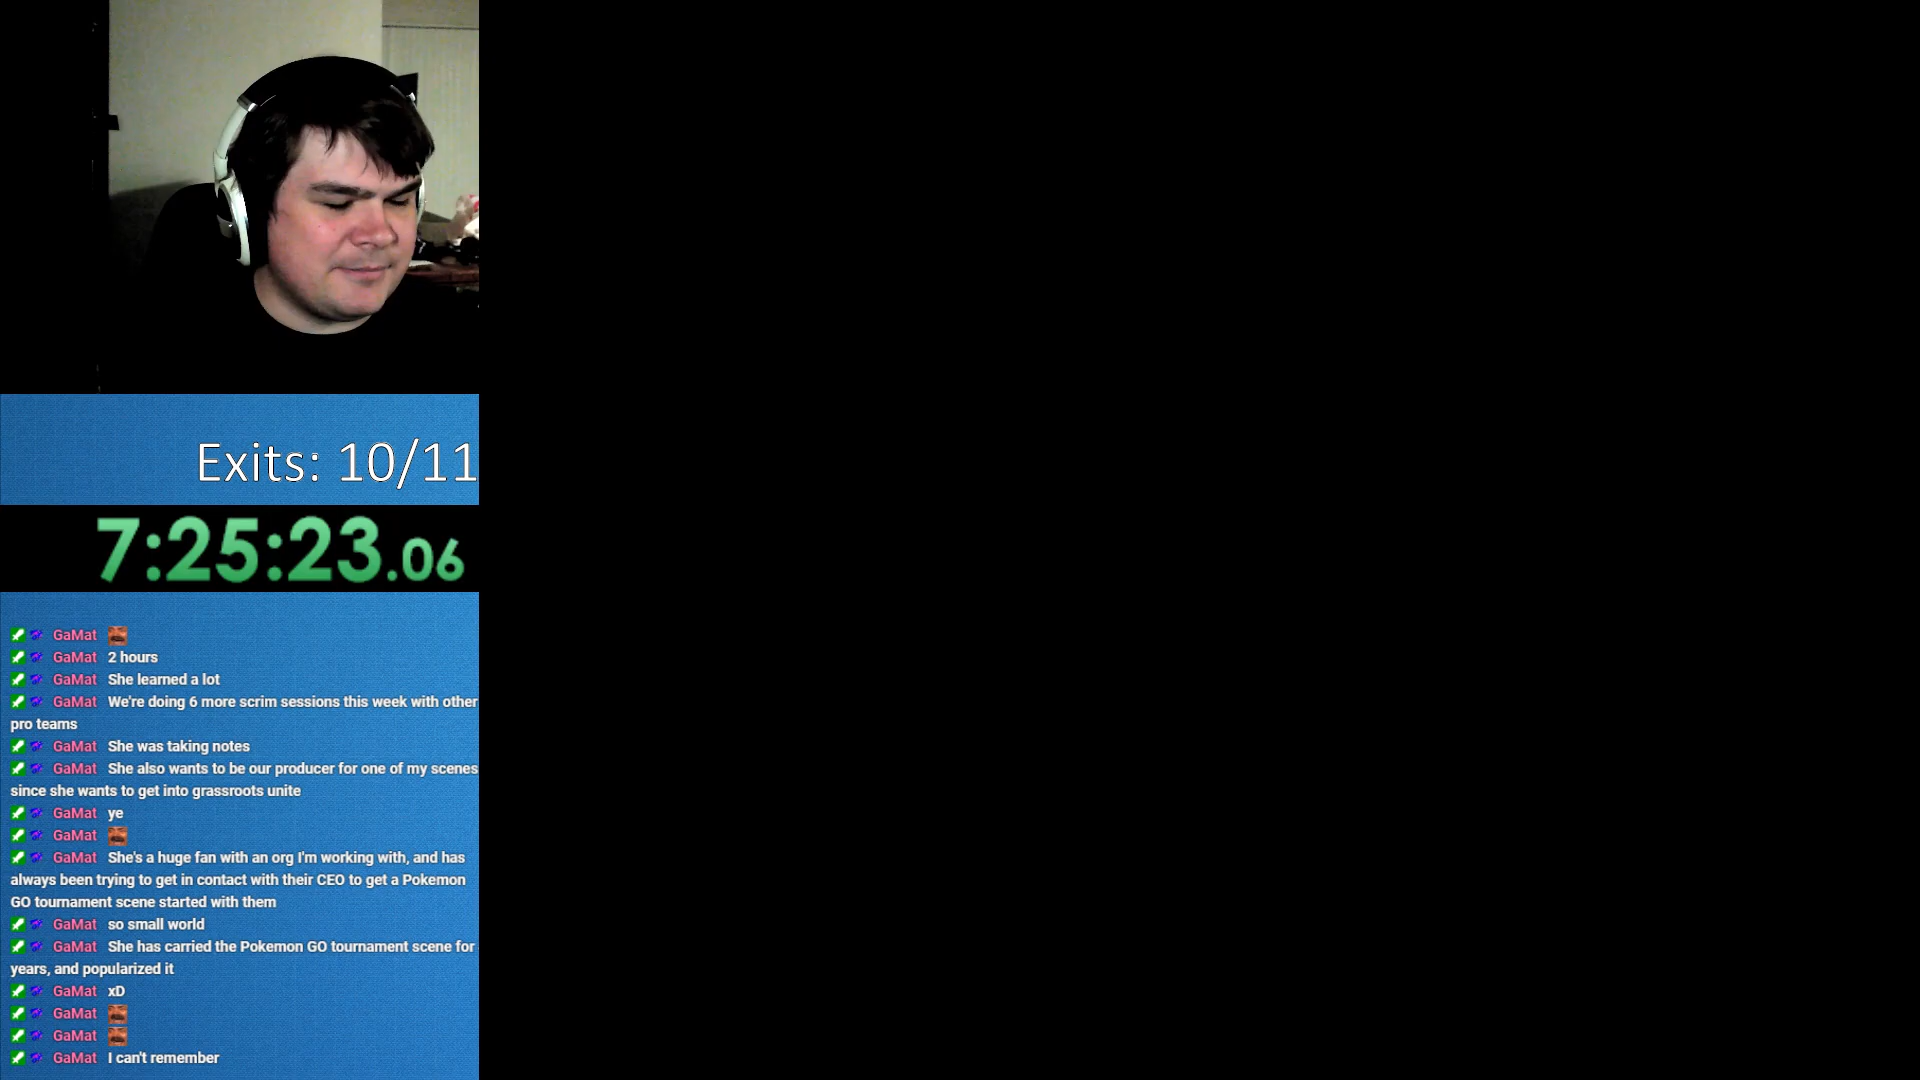 Exits: 10/11
7:25:23.06
GaMat
GaMat 2 hours
GaMat She learned a lot
GaMat We're doing 6 more scrim sessions this week with other
pro teams
GaMat She was taking notes
GaMat She also wants to be our producer for one of my scenes
since she wants to get into grassroots unite
GaMat ye
GaMat
GaMat She's a huge fan with an org I'm working with, and has
always been trying to get in contact with their CEO to get a Pokemon
GO tournament scene started with them
GaMat so small world
GaMat She has carried the Pokemon GO tournament scene for
years, and popularized it
GaMat xD
GaMat
GaMat
GaMat I can't remember